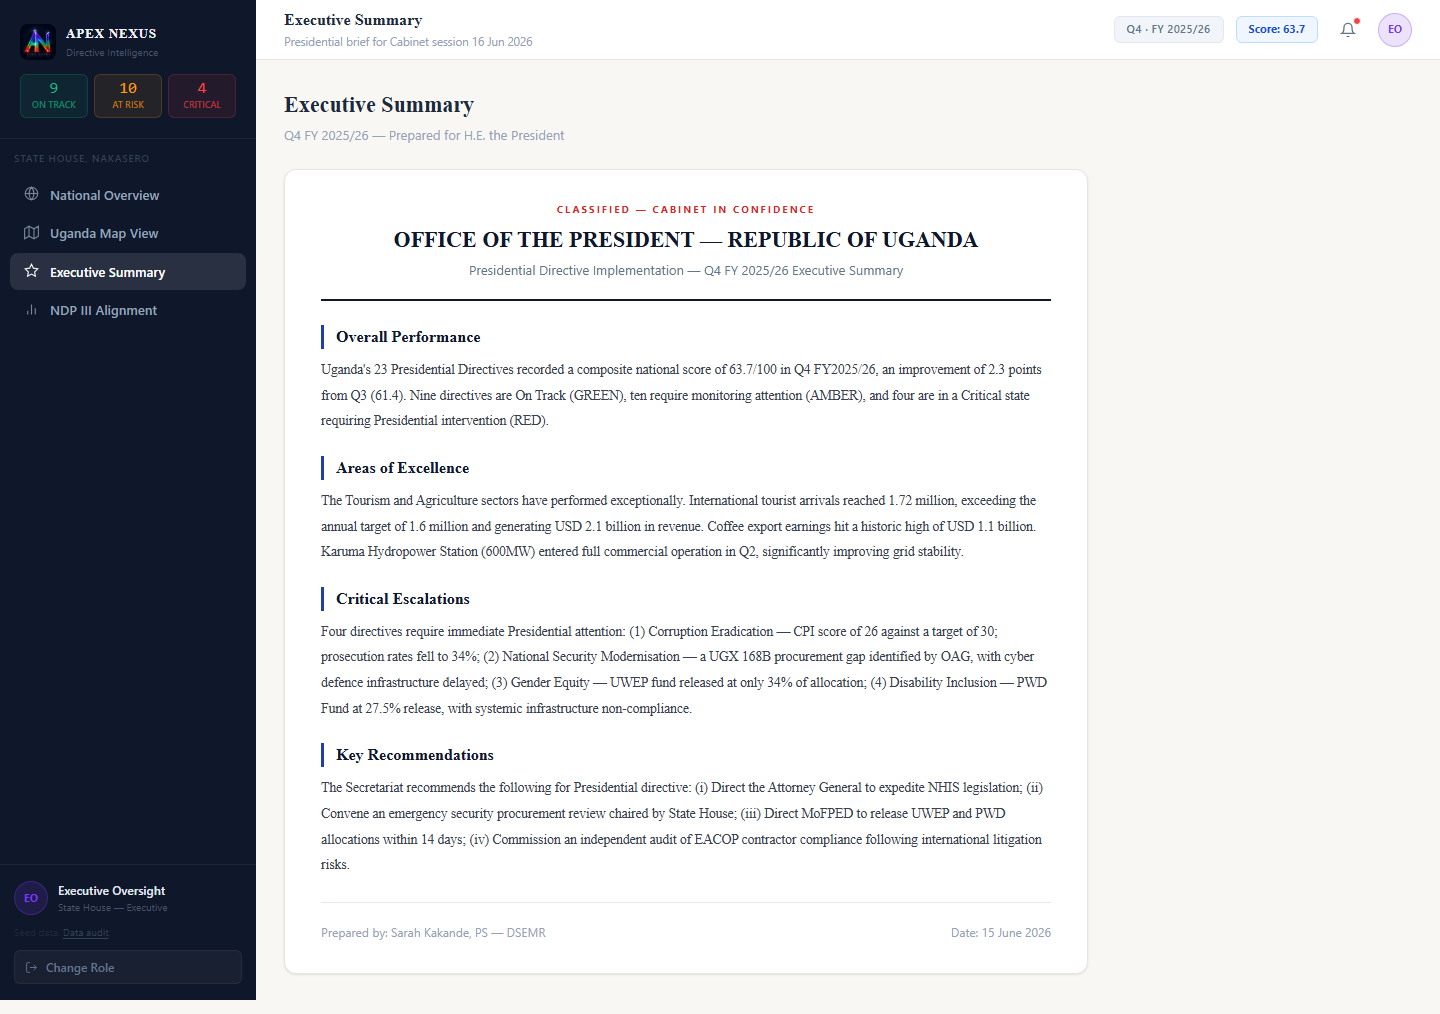 APEX NEXUS
Directive Intelligence
9
ON TRACK
10
AT RISK
4
CRITICAL
STATE HOUSE, NAKASERO
National Overview
Uganda Map View
Executive Summary
NDP III Alignment
EO
Executive Oversight
State House — Executive
Seed data. Data audit
Change Role
Executive Summary
Presidential brief for Cabinet session 16 Jun 2026
Q4 · FY 2025/26
Score: 63.7
EO
Executive Summary
Q4 FY 2025/26 — Prepared for H.E. the President
CLASSIFIED — CABINET IN CONFIDENCE
OFFICE OF THE PRESIDENT — REPUBLIC OF UGANDA
Presidential Directive Implementation — Q4 FY 2025/26 Executive Summary
Overall Performance
Uganda's 23 Presidential Directives recorded a composite national score of 63.7/100 in Q4 FY2025/26, an improvement of 2.3 points
from Q3 (61.4). Nine directives are On Track (GREEN), ten require monitoring attention (AMBER), and four are in a Critical state
requiring Presidential intervention (RED).
Areas of Excellence
The Tourism and Agriculture sectors have performed exceptionally. International tourist arrivals reached 1.72 million, exceeding the
annual target of 1.6 million and generating USD 2.1 billion in revenue. Coffee export earnings hit a historic high of USD 1.1 billion.
Karuma Hydropower Station (600MW) entered full commercial operation in Q2, significantly improving grid stability.
Critical Escalations
Four directives require immediate Presidential attention: (1) Corruption Eradication — CPI score of 26 against a target of 30;
prosecution rates fell to 34%; (2) National Security Modernisation — a UGX 168B procurement gap identified by OAG, with cyber
defence infrastructure delayed; (3) Gender Equity — UWEP fund released at only 34% of allocation; (4) Disability Inclusion — PWD
Fund at 27.5% release, with systemic infrastructure non-compliance.
Key Recommendations
The Secretariat recommends the following for Presidential directive: (i) Direct the Attorney General to expedite NHIS legislation; (ii)
Convene an emergency security procurement review chaired by State House; (iii) Direct MoFPED to release UWEP and PWD
allocations within 14 days; (iv) Commission an independent audit of EACOP contractor compliance following international litigation
risks.
Prepared by: Sarah Kakande, PS — DSEMR
Date: 15 June 2026